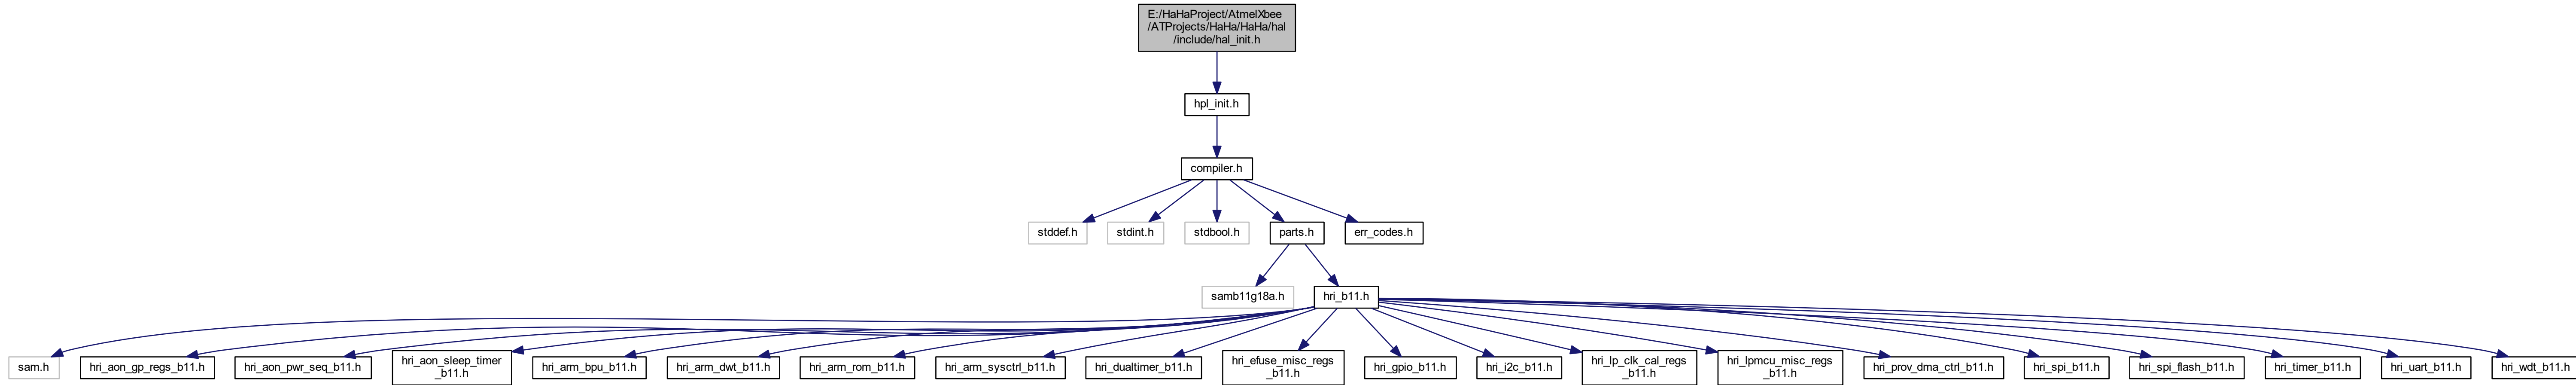 E:/HaHaProject/AtmelXbee
/ATProjects/HaHa/HaHa/hal
/include/hal_init.h
hpl_init.h
compiler.h
stddef.h
stdint.h
stdbool.h
parts.h
err_codes.h
samb11g18a.h
hri_b11.h
sam.h
hri_aon_gp_regs_b11.h
hri_aon_pwr_seq_b11.h
hri_aon_sleep_timer
_b11.h
hri_arm_bpu_b11.h
hri_arm_dwt_b11.h
hri_arm_rom_b11.h
hri_arm_sysctrl_b11.h
hri_dualtimer_b11.h
hri_efuse_misc_regs
_b11.h
hri_gpio_b11.h
hri_i2c_b11.h
hri_lp_clk_cal_regs
_b11.h
hri_lpmcu_misc_regs
_b11.h
hri_prov_dma_ctrl_b11.h
hri_spi_b11.h
hri_spi_flash_b11.h
hri_timer_b11.h
hri_uart_b11.h
hri_wdt_b11.h